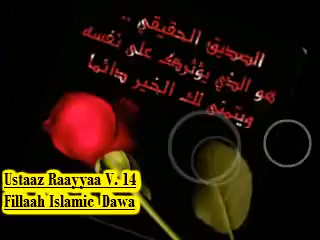 الصديق الحقيقي ..
هو الذي يؤثرك على نفسه
ويتمنى لك الخير دائما
Ustaaz Raayyaa V. 14
Fillaah Islamic Dawa